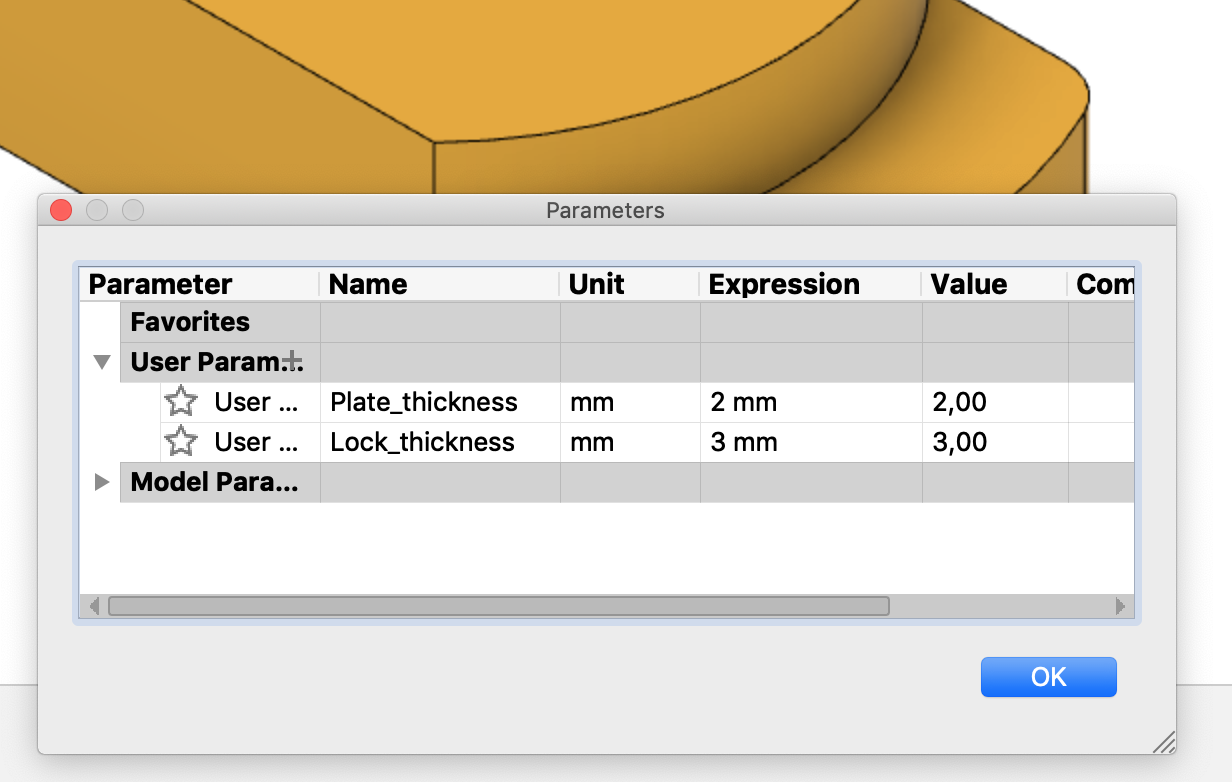 Parameters
Parameter Name Unit Expression Value Com
Favorites
User Param...
User ... Plate_thickness mm 2 mm 2,00
User ... Lock_thickness mm 3 mm 3,00
Model Para...
OK